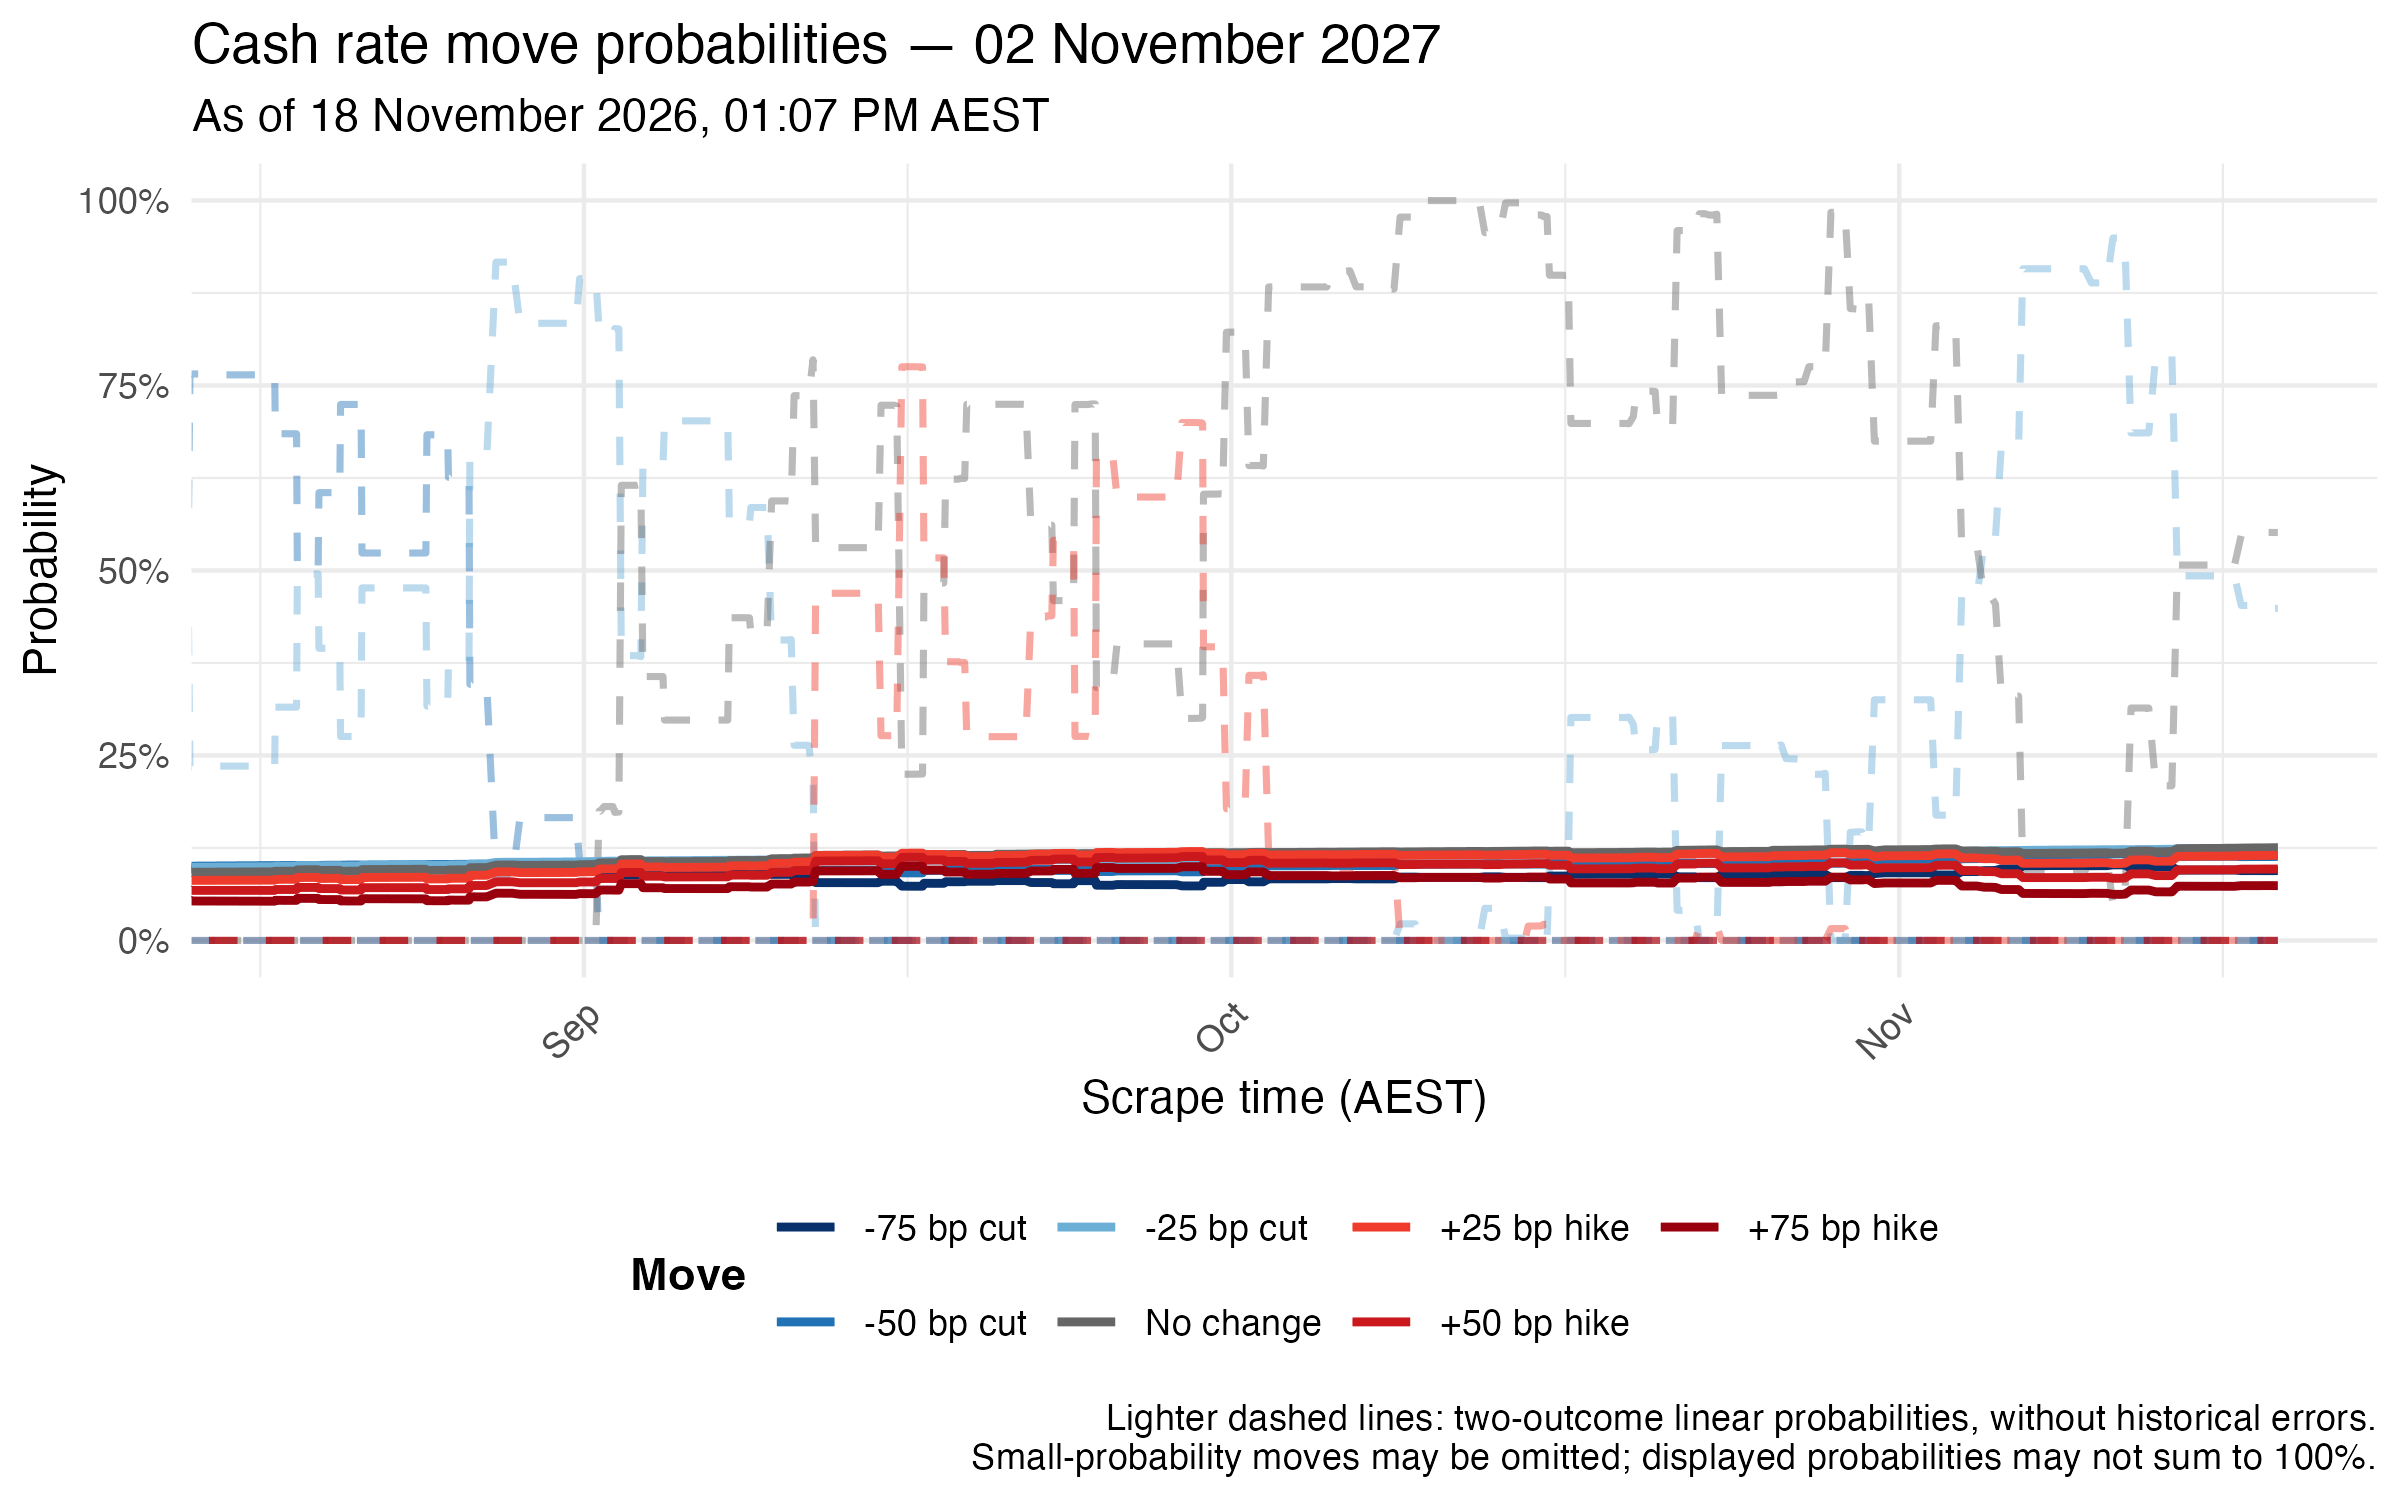 Cash rate move probabilities — 02 November 2027
As of 18 November 2026, 01:07 PM AEST
Probability
100%
75%
50%
25%
0%
Sep
Oct
Nov
Scrape time (AEST)
Move
-75 bp cut
-25 bp cut
+25 bp hike
+75 bp hike
-50 bp cut
No change
+50 bp hike
Lighter dashed lines: two-outcome linear probabilities, without historical errors.
Small-probability moves may be omitted; displayed probabilities may not sum to 100%.